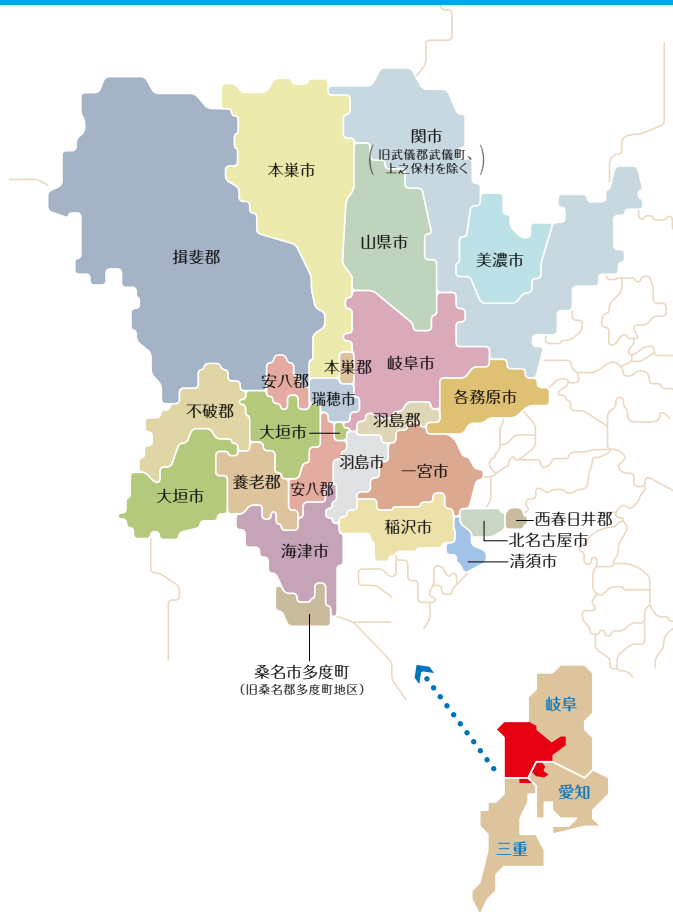 関市
(旧武儀郡武儀町、
上之保村を除く)
本巣市
山県市
美濃市
揖斐郡
本巣郡
岐阜市
安八郡
瑞穂市
各務原市
不破郡
大垣市
羽島郡
羽島市
一宮市
養老郡
安八郡
大垣市
稲沢市
西春日井郡
北名古屋市
海津市
清須市
桑名市多度町
(旧桑名郡多度町地区)
岐阜
愛知
三重